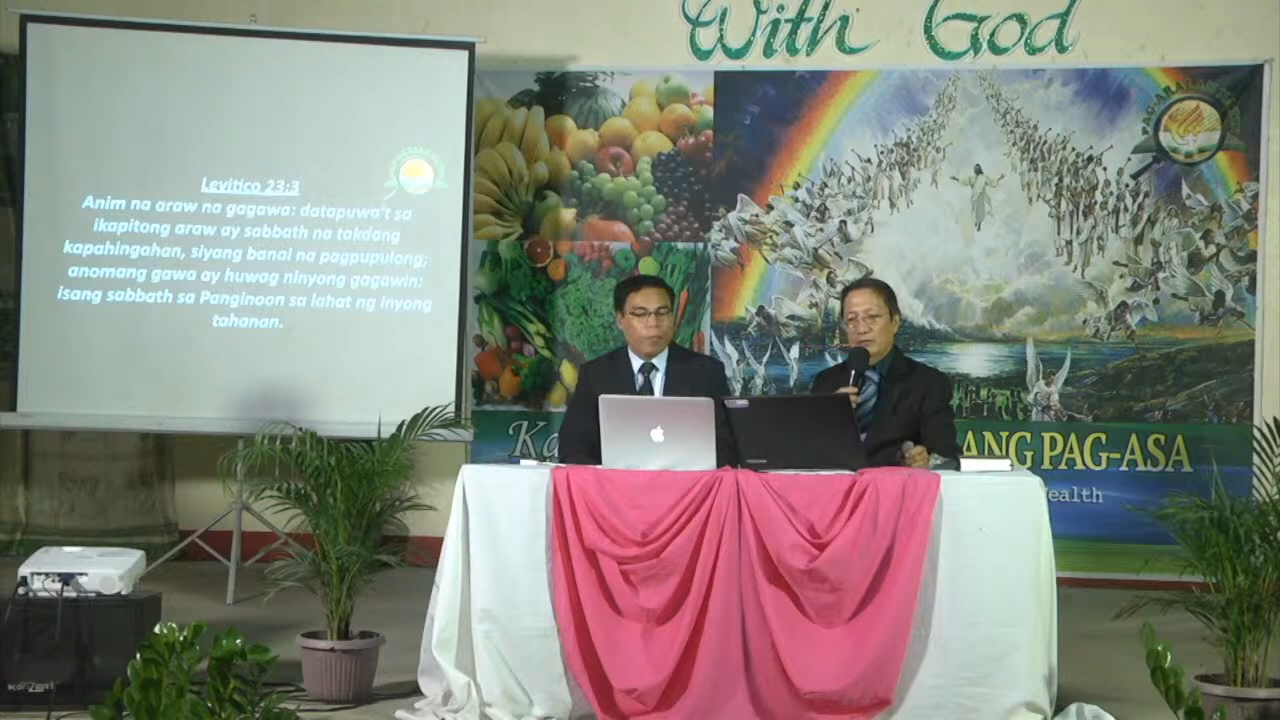 With God
Levitico 23:3
Anim na araw na gagawa: datapuwa't sa
ikapitong araw ay sabbath na takdang
kapahingahan, siyang banal na pagpupulong;
anomang gawa ay huwag ninyong gagawin:
isang sabbath sa Panginoon sa lahat ng inyong
tahanan.
Ka
ANG PAG-ASA
ealth